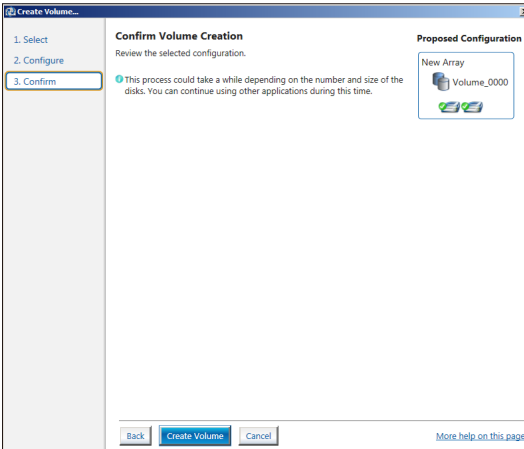 Create Volume...
1. Select
2. Configure
3. Confirm
Confirm Volume Creation
Review the selected configuration.
This process could take a while depending on the number and size of the
disks. You can continue using other applications during this time.
Proposed Configuration
New Array
Volume_0000
Back
Create Volume
Cancel
More help on this page